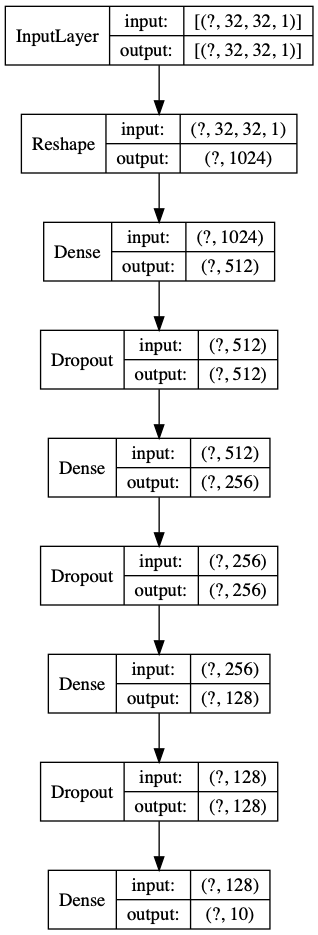 InputLayer
input: [(?, 32, 32, 1)]
output: [(?, 32, 32, 1)]
Reshape
input: (?, 32, 32, 1)
output: (?, 1024)
Dense
input: (?, 1024)
output: (?, 512)
Dropout
input: (?, 512)
output: (?, 512)
Dense
input: (?, 512)
output: (?, 256)
Dropout
input: (?, 256)
output: (?, 256)
Dense
input: (?, 256)
output: (?, 128)
Dropout
input: (?, 128)
output: (?, 128)
Dense
input: (?, 128)
output: (?, 10)